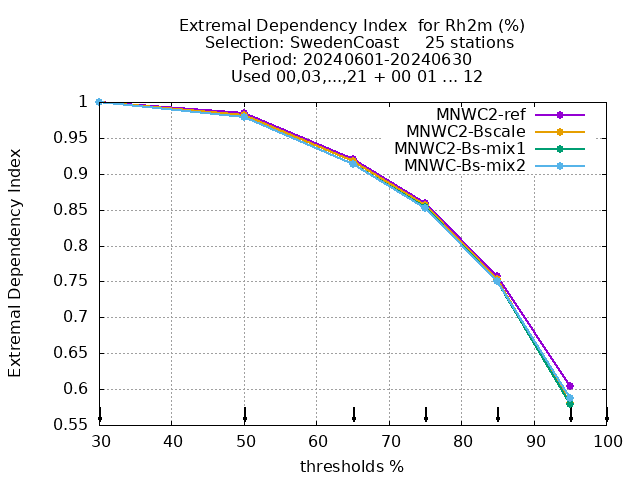 Extremal Dependency Index  for Rh2m (%)
Selection: SwedenCoast     25 stations
Period: 20240601-20240630
Used 00,03,...,21 + 00 01 ... 12
MNWC2-ref
MNWC2-Bscale
MNWC2-Bs-mix1
MNWC-Bs-mix2
Extremal Dependency Index
1
0.95
0.9
0.85
0.8
0.75
0.7
0.65
0.6
0.55
30 40 50 60 70 80 90 100
thresholds %